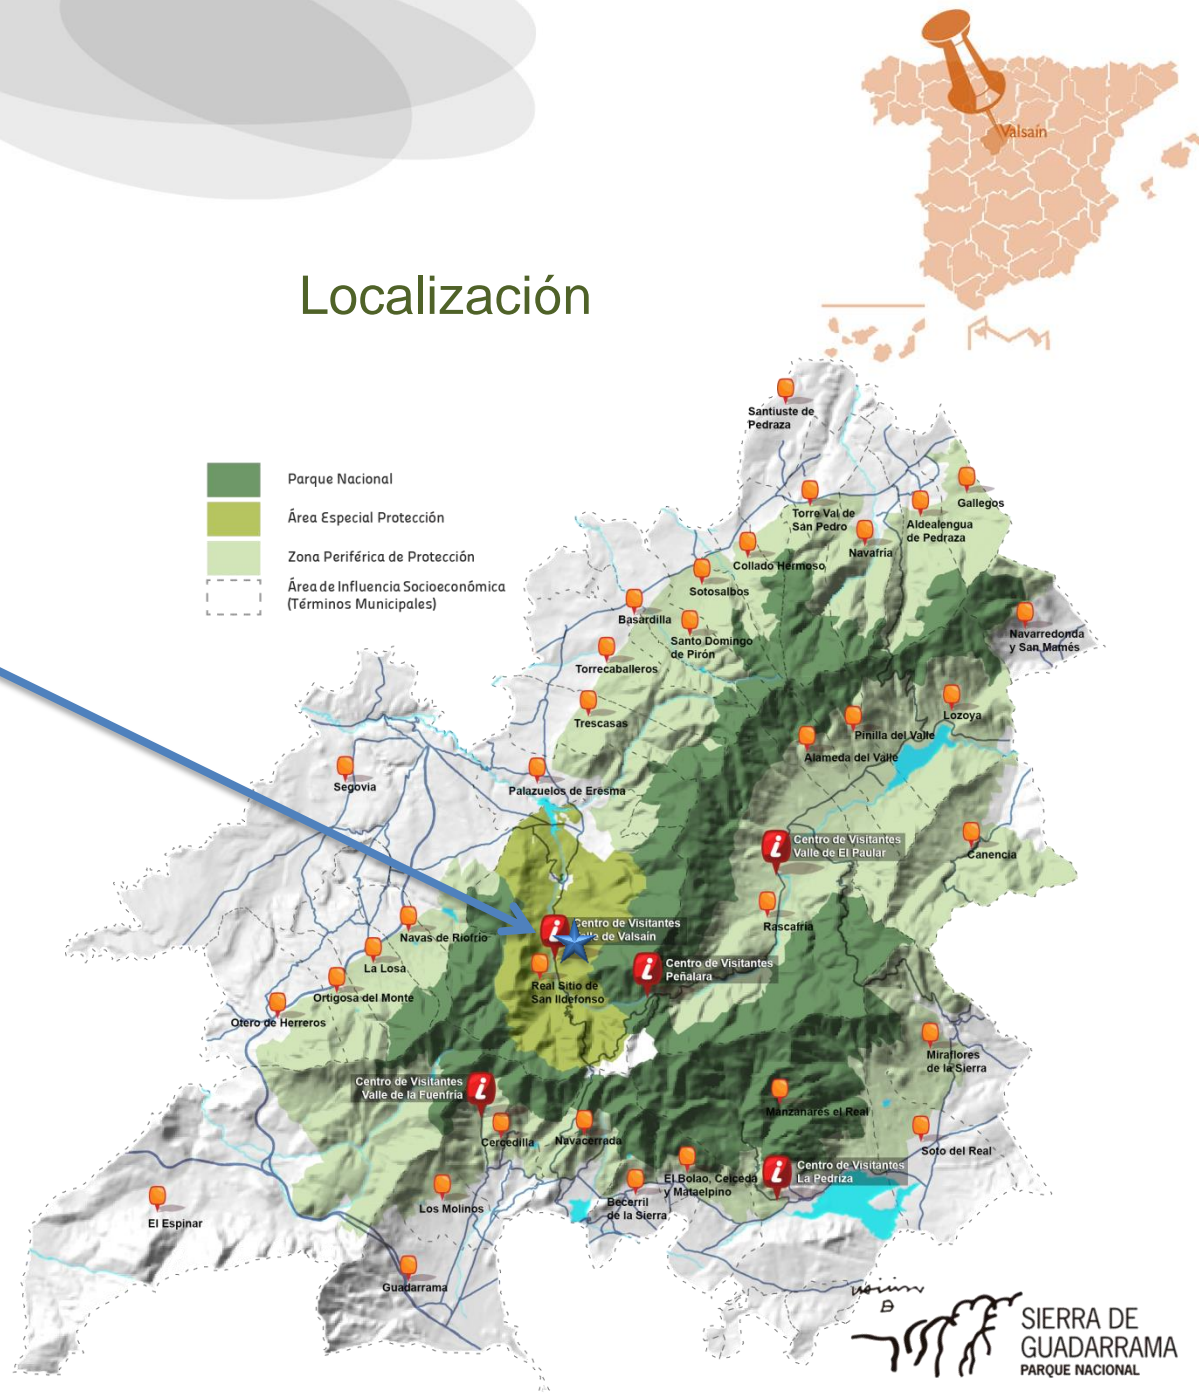 Valsaín
Localización
Parque Nacional
Área Especial Protección
Zona Periférica de Protección
Área de Influencia Socioeconómica
(Términos Municipales)
Santiuste de
Pedraza
Gallegos
Torre Val de
San Pedro
Aldealengua
de Pedraza
Navafría
Collado Hermoso
Sotosalbos
Basardilla
Santo Domingo
de Pirón
Navarredonda
y San Mamés
Torrecaballeros
Trescasas
Lozoya
Pinilla del Valle
Alameda del Valle
Segovia
Palazuelos de Eresma
Centro de Visitantes
Valle de El Paular
Canencia
Rascafría
Navas de Riofrío
Centro de Visitantes
Valle de Valsaín
La Losa
Centro de Visitantes
Peñalara
Ortigosa del Monte
Real Sitio de
San Ildefonso
Otero de Herreros
Miraflores
de la Sierra
Centro de Visitantes
Valle de la Fuenfría
Manzanares el Real
Cercedilla
Navacerrada
Soto del Real
Centro de Visitantes
La Pedriza
El Bolao, Ceiceda
y Mataelpino
Becerril
de la Sierra
Los Molinos
El Espinar
Guadarrama
SIERRA DE
GUADARRAMA
PARQUE NACIONAL